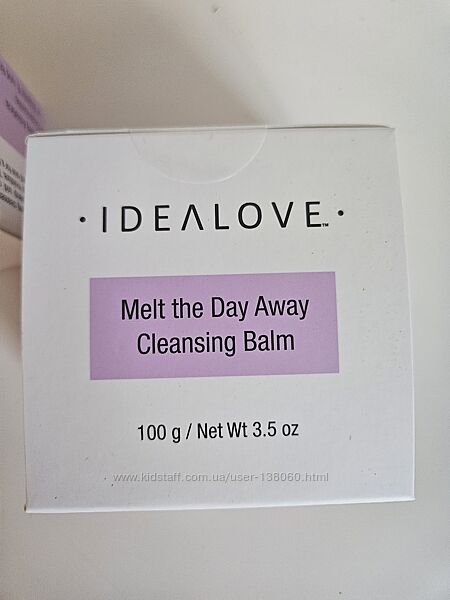 · IDEΛLOVE™ ·
Melt the Day Away
Cleansing Balm
100 g / Net Wt 3.5 oz
www.kidstaff.com.ua/user-138060.html